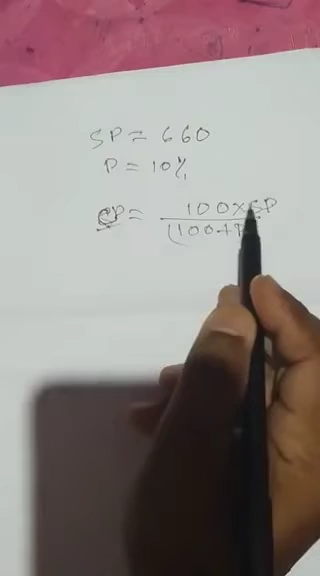 SP = 660
P = 10%
CP = 100×SP
(100+P